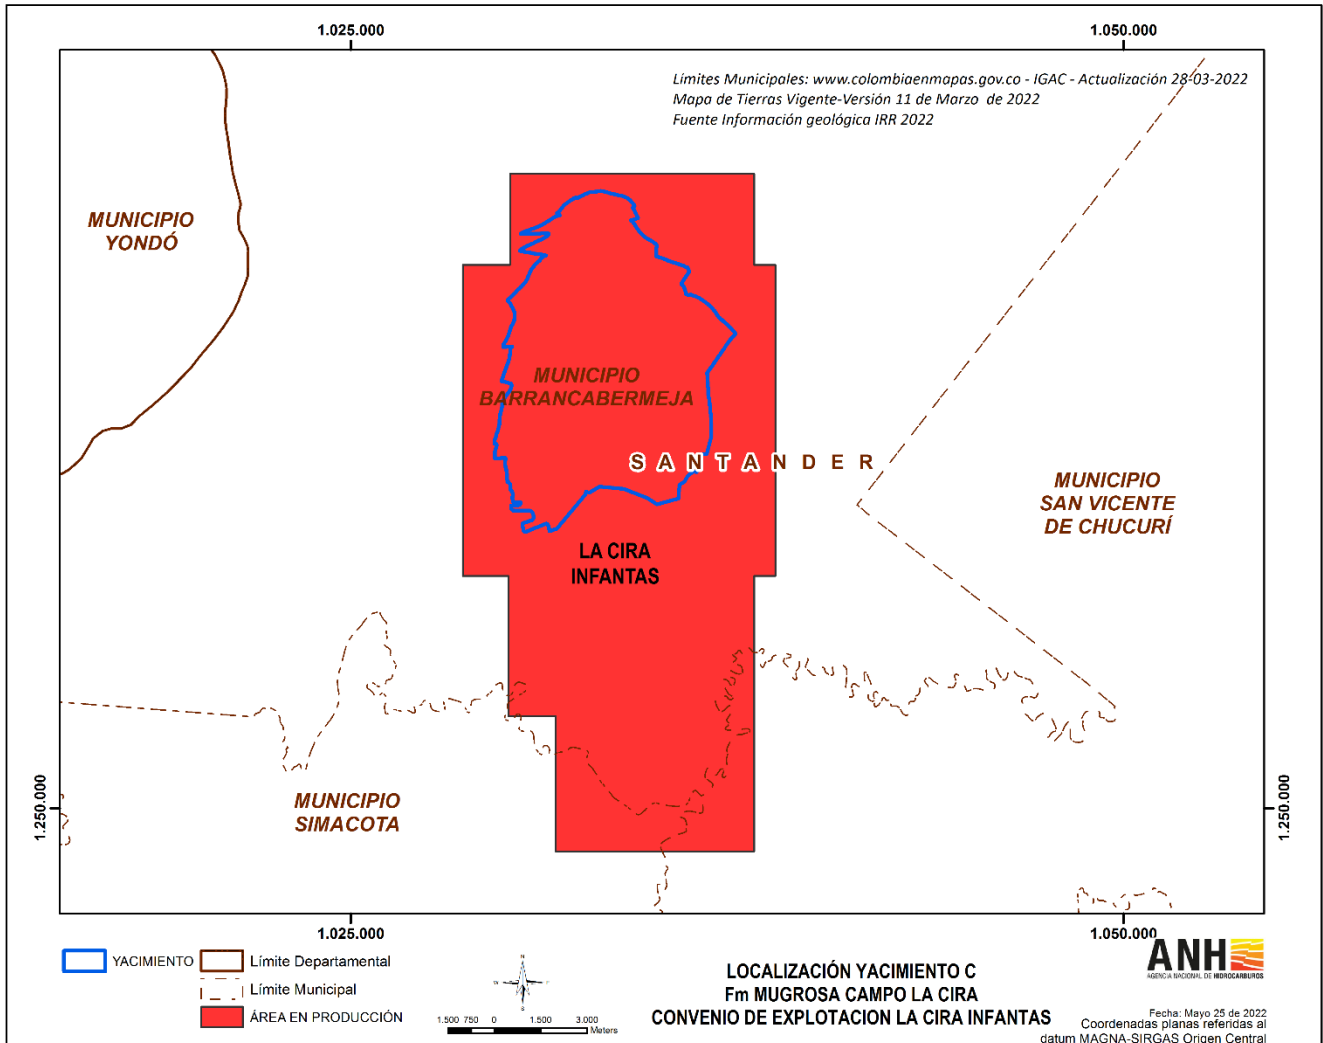 1.025.000
1.050.000
Límites Municipales: www.colombiaenmapas.gov.co - IGAC - Actualización 28-03-2022
Mapa de Tierras Vigente-Versión 11 de Marzo de 2022
Fuente Información geológica IRR 2022
MUNICIPIO
YONDÓ
MUNICIPIO
BARRANCABERMEJA
SANTANDER
MUNICIPIO
SAN VICENTE
DE CHUCURÍ
LA CIRA
INFANTAS
MUNICIPIO
SIMACOTA
1.250.000
1.250.000
1.025.000
1.050.000
YACIMIENTO
Límite Departamental
Límite Municipal
ÁREA EN PRODUCCIÓN
N
S
1.500 750 0 1.500 3.000
Meters
LOCALIZACIÓN YACIMIENTO C
Fm MUGROSA CAMPO LA CIRA
CONVENIO DE EXPLOTACION LA CIRA INFANTAS
ANH
AGENCIA NACIONAL DE HIDROCARBUROS
Fecha: Mayo 25 de 2022
Coordenadas planas referidas al
datum MAGNA-SIRGAS Origen Central